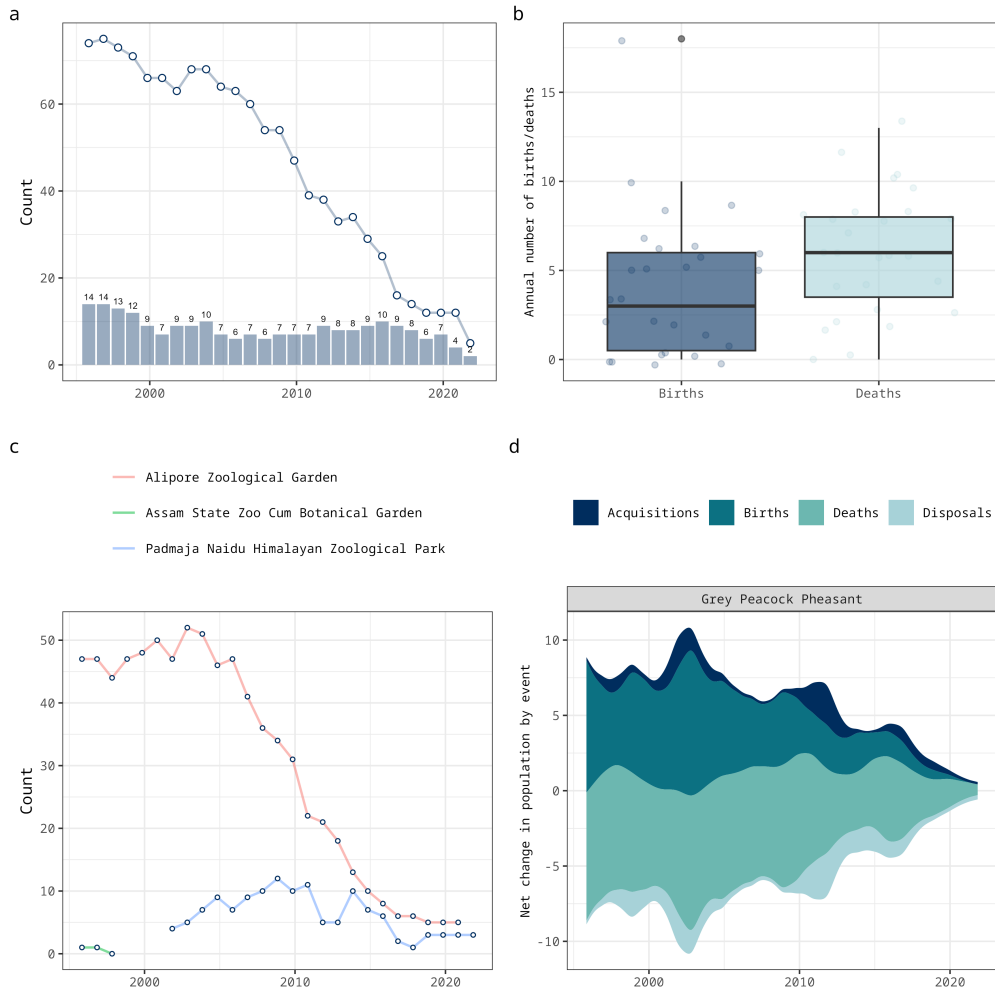 a
Count
60
40
20
0
14 14 13 12 9 7 9 9 10 7 6 7 6 7 7 7 9 8 8 9 10 9 8 6 7 4 2
2000 2010 2020
b
Annual number of births/deaths
15
10
5
0
Births Deaths
c
Alipore Zoological Garden
Assam State Zoo Cum Botanical Garden
Padmaja Naidu Himalayan Zoological Park
Count
50
40
30
20
10
0
2000 2010 2020
d
Acquisitions Births Deaths Disposals
Grey Peacock Pheasant
Net change in population by event
10
5
0
-5
-10
2000 2010 2020